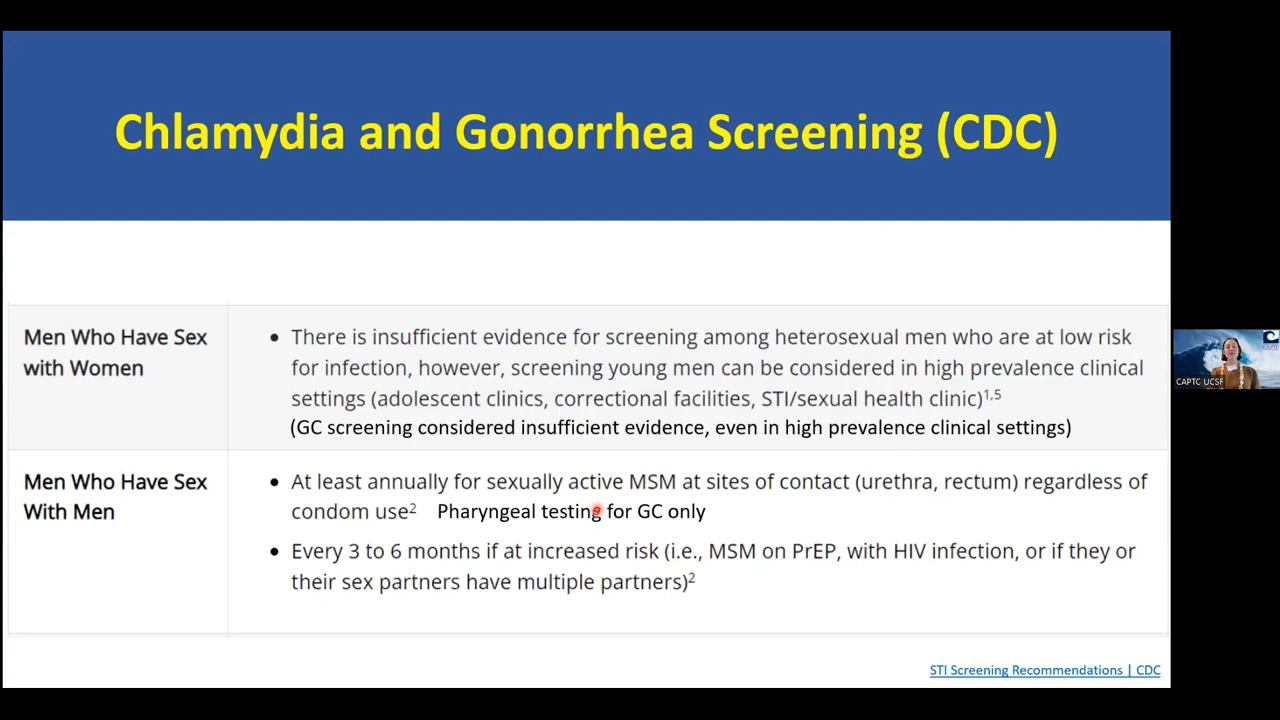 Chlamydia and Gonorrhea Screening (CDC)
Men Who Have Sex
with Women
• There is insufficient evidence for screening among heterosexual men who are at low risk
for infection, however, screening young men can be considered in high prevalence clinical
settings (adolescent clinics, correctional facilities, STI/sexual health clinic)1,5
(GC screening considered insufficient evidence, even in high prevalence clinical settings)
Men Who Have Sex
With Men
• At least annually for sexually active MSM at sites of contact (urethra, rectum) regardless of
condom use2 Pharyngeal testing for GC only
• Every 3 to 6 months if at increased risk (i.e., MSM on PrEP, with HIV infection, or if they or
their sex partners have multiple partners)2
STI Screening Recommendations | CDC
CAPTC UCSF